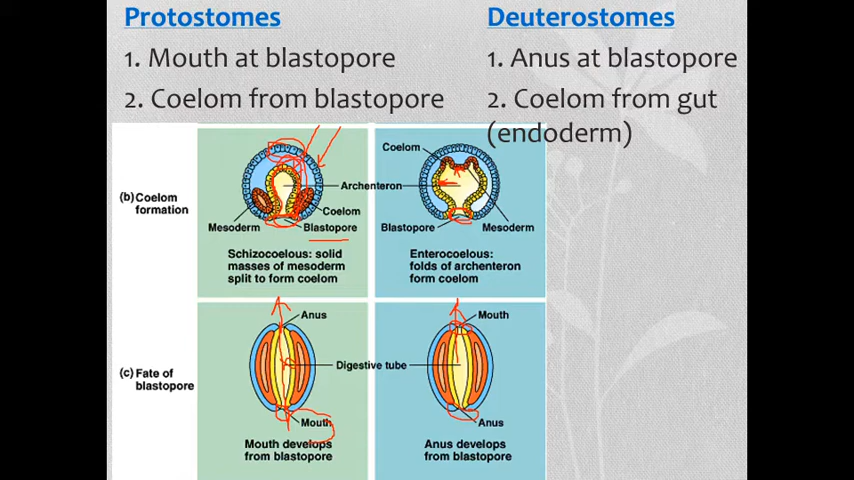 Protostomes
1. Mouth at blastopore
2. Coelom from blastopore
Deuterostomes
1. Anus at blastopore
2. Coelom from gut
(endoderm)
(b) Coelom
formation
Coelom
Archenteron
Mesoderm
Coelom
Blastopore
Blastopore
Mesoderm
Schizocoelous: solid
masses of mesoderm
split to form coelom
Enterocoelous:
folds of archenteron
form coelom
(c) Fate of
blastopore
Anus
Mouth
Digestive tube
Mouth
Anus
Mouth develops
from blastopore
Anus develops
from blastopore